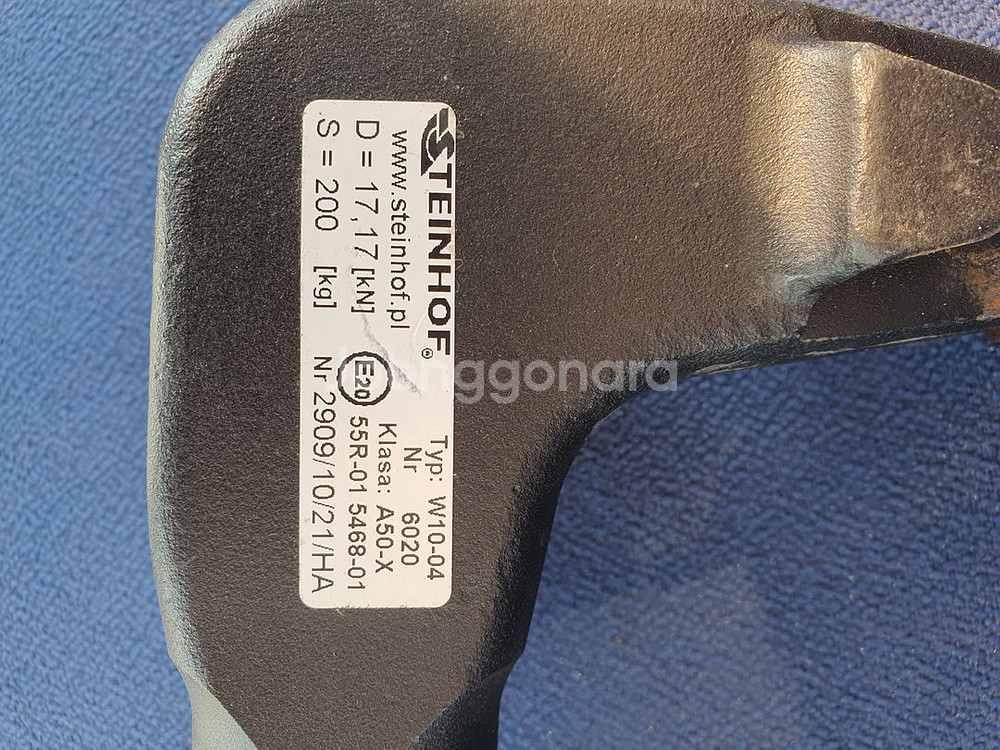 STEINHOF®
www.steinhof.pl
D = 17,17 [kN]
S = 200 [kg]
Typ: W10-04
Nr 6020
Klasa: A50-X
E20 55R-01 5468-01
Nr 2909/10/21/HA